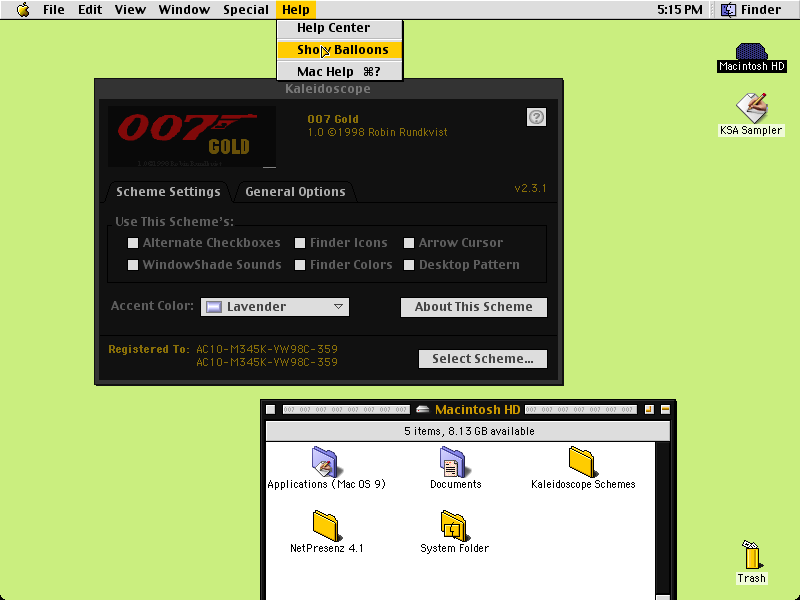 File Edit View Window Special Help 5:15 PM Finder
Help Center
Show Balloons
Mac Help ⌘?
Macintosh HD
KSA Sampler
Kaleidoscope
007
GOLD
007 Gold
1.0 ©1998 Robin Rundkvist
?
Scheme Settings General Options v2.3.1
Use This Scheme's:
Alternate Checkboxes Finder Icons Arrow Cursor
WindowShade Sounds Finder Colors Desktop Pattern
Accent Color: Lavender About This Scheme
Registered To: AC10-M345K-VW98C-359
AC10-M345K-VW98C-359
Select Scheme...
007 007 007 007 007 007 007 007 Macintosh HD 007 007 007 007 007 007 007
5 items, 8.13 GB available
Applications (Mac OS 9) Documents Kaleidoscope Schemes
NetPresenz 4.1 System Folder
Trash